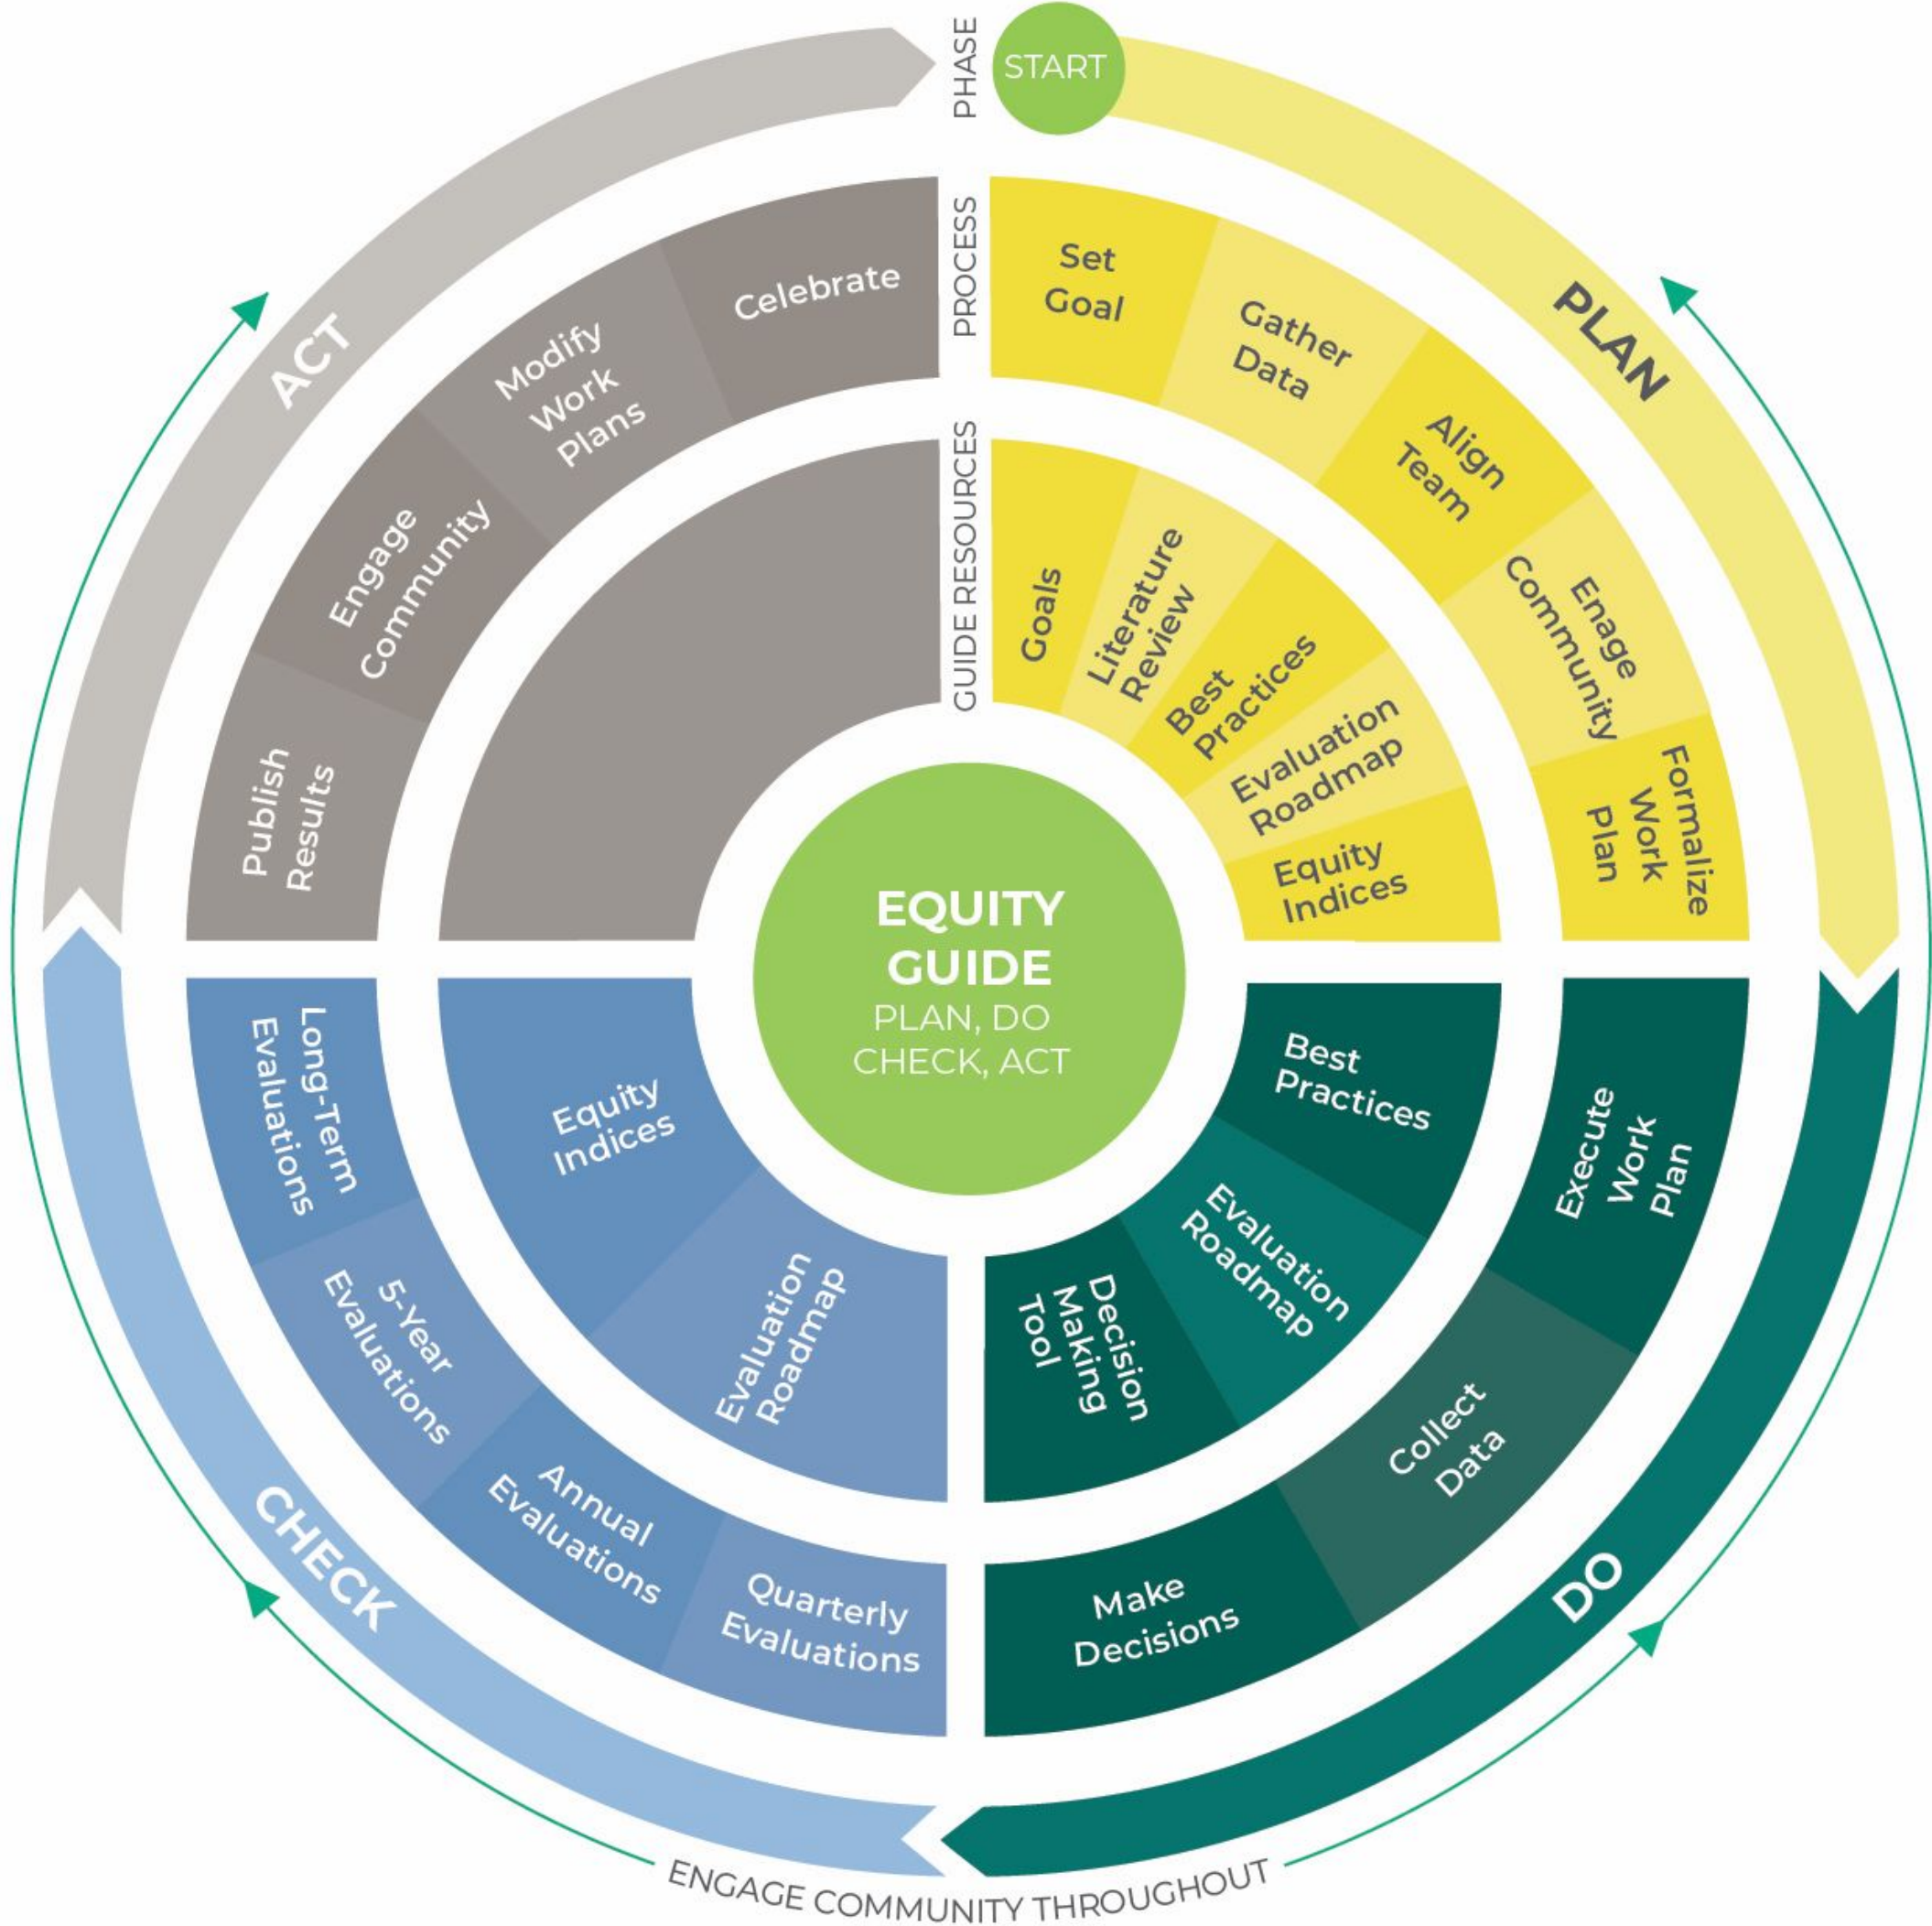 PHASE
START
PLAN
DO
CHECK
ACT
PROCESS
Set
Goal
Gather
Data
Align
Team
Enage
Community
Formalize
Work
Plan
Execute
Work
Plan
Collect
Data
Make
Decisions
Quarterly
Evaluations
Annual
Evaluations
5-Year
Evaluations
Long-Term
Evaluations
Publish
Results
Engage
Community
Modify
Work
Plans
Celebrate
GUIDE RESOURCES
Goals
Literature
Review
Best
Practices
Evaluation
Roadmap
Equity
Indices
Best
Practices
Evaluation
Roadmap
Decision
Making
Tool
Evaluation
Roadmap
Equity
Indices
EQUITY
GUIDE
PLAN, DO
CHECK, ACT
ENGAGE COMMUNITY THROUGHOUT